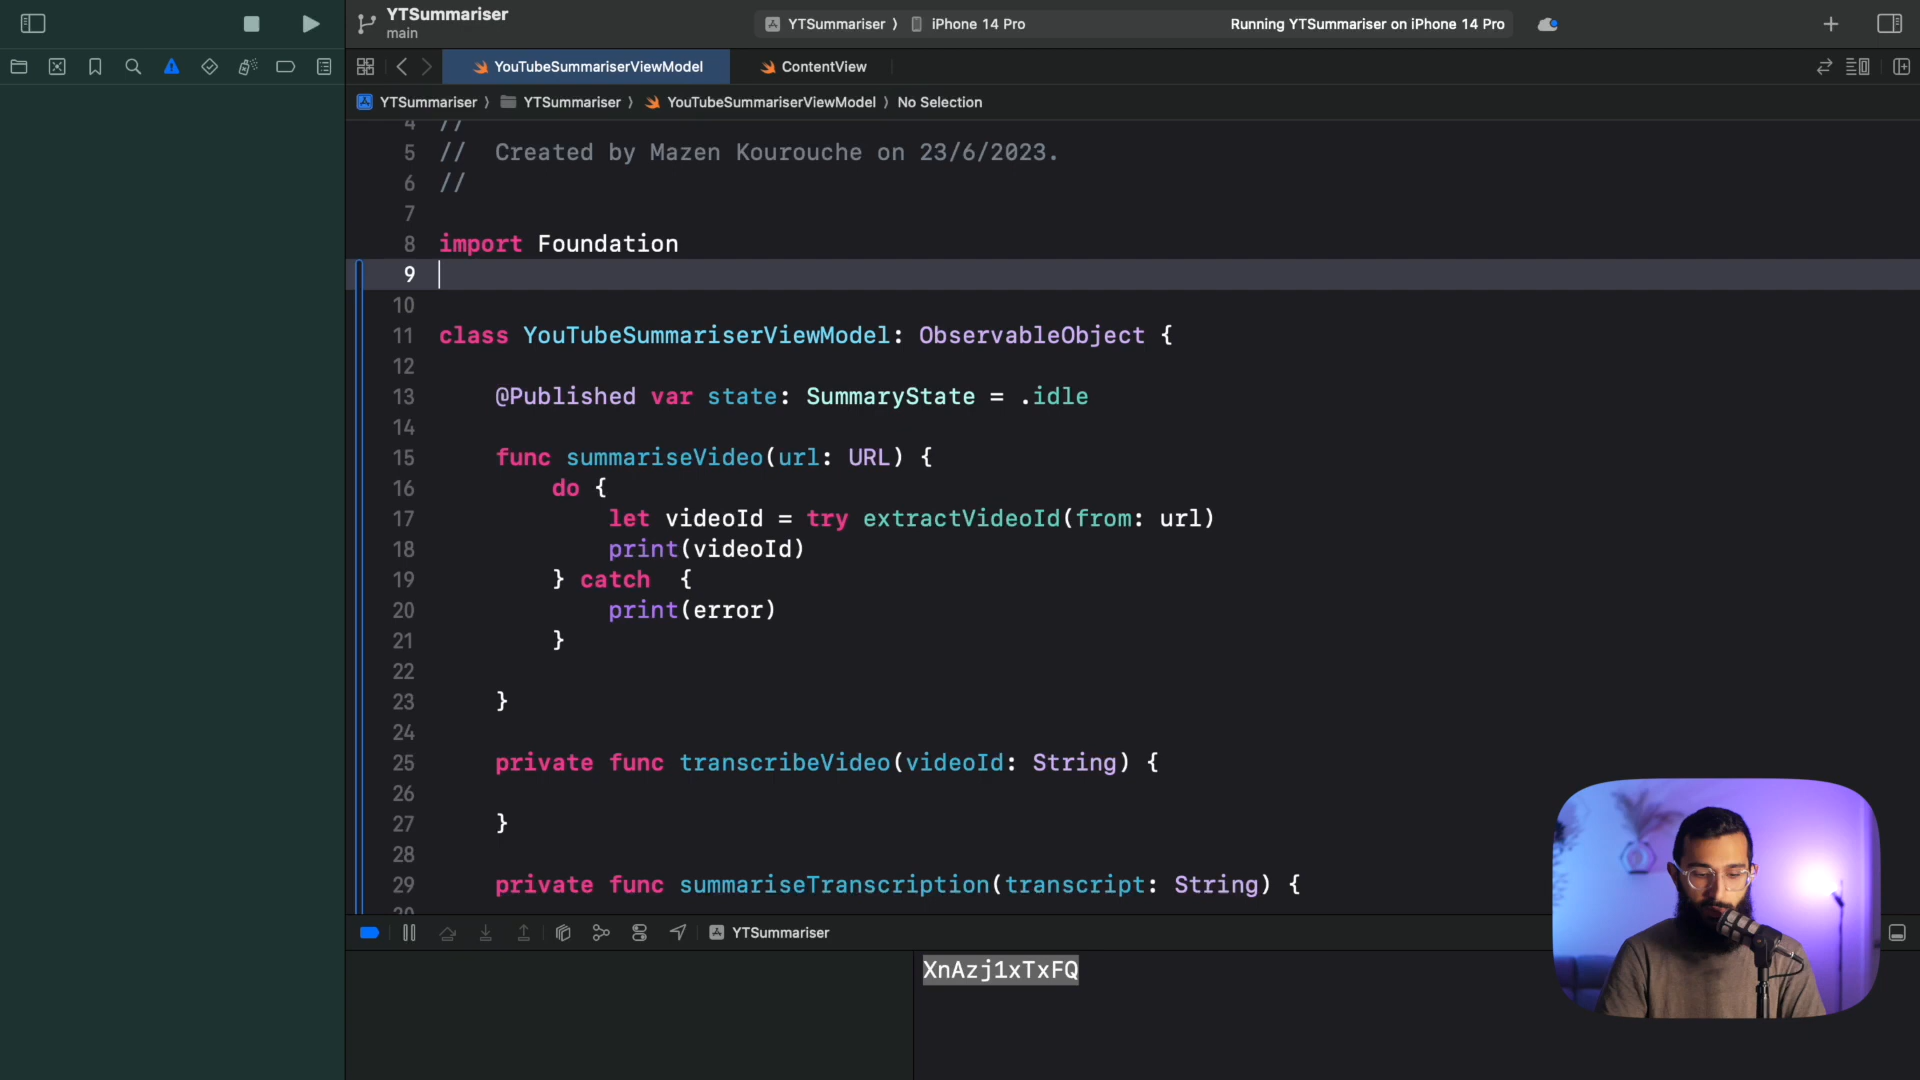 YTSummariser
main
YTSummariser
iPhone 14 Pro
Running YTSummariser on iPhone 14 Pro
YouTubeSummariserViewModel
ContentView
YTSummariser
YTSummariser
YouTubeSummariserViewModel
No Selection
4 //
5 //  Created by Mazen Kourouche on 23/6/2023.
6 //
7
8 import Foundation
9
10
11 class YouTubeSummariserViewModel: ObservableObject {
12
13     @Published var state: SummaryState = .idle
14
15     func summariseVideo(url: URL) {
16         do {
17             let videoId = try extractVideoId(from: url)
18             print(videoId)
19         } catch  {
20             print(error)
21         }
22
23     }
24
25     private func transcribeVideo(videoId: String) {
26
27     }
28
29     private func summariseTranscription(transcript: String) {
30
YTSummariser
XnAzj1xTxFQ